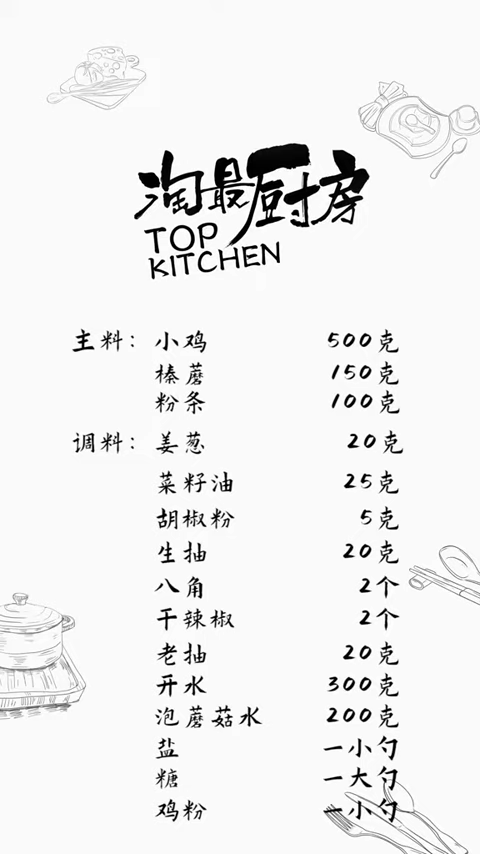 淘最厨房
TOP
KITCHEN
主料：小鸡 500克
榛蘑 150克
粉条 100克
调料：姜葱 20克
菜籽油 25克
胡椒粉 5克
生抽 20克
八角 2个
干辣椒 2个
老抽 20克
开水 300克
泡蘑菇水 200克
盐 一小勺
糖 一大勺
鸡粉 一小勺